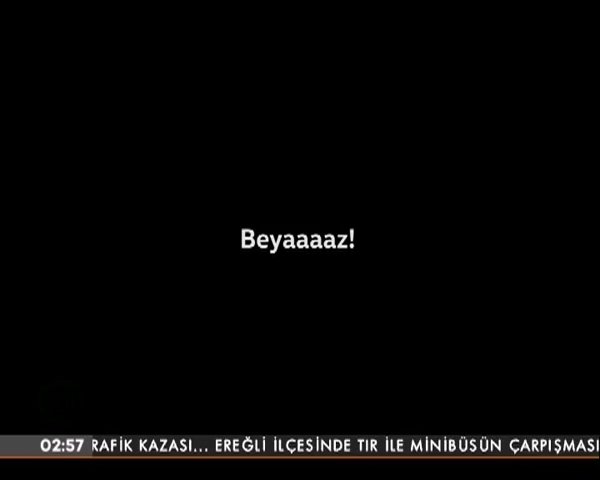 Beyaaaaz!
02:57 RAFİK KAZASI... EREĞLİ İLÇESİNDE TIR İLE MİNİBÜSÜN ÇARPIŞMASI